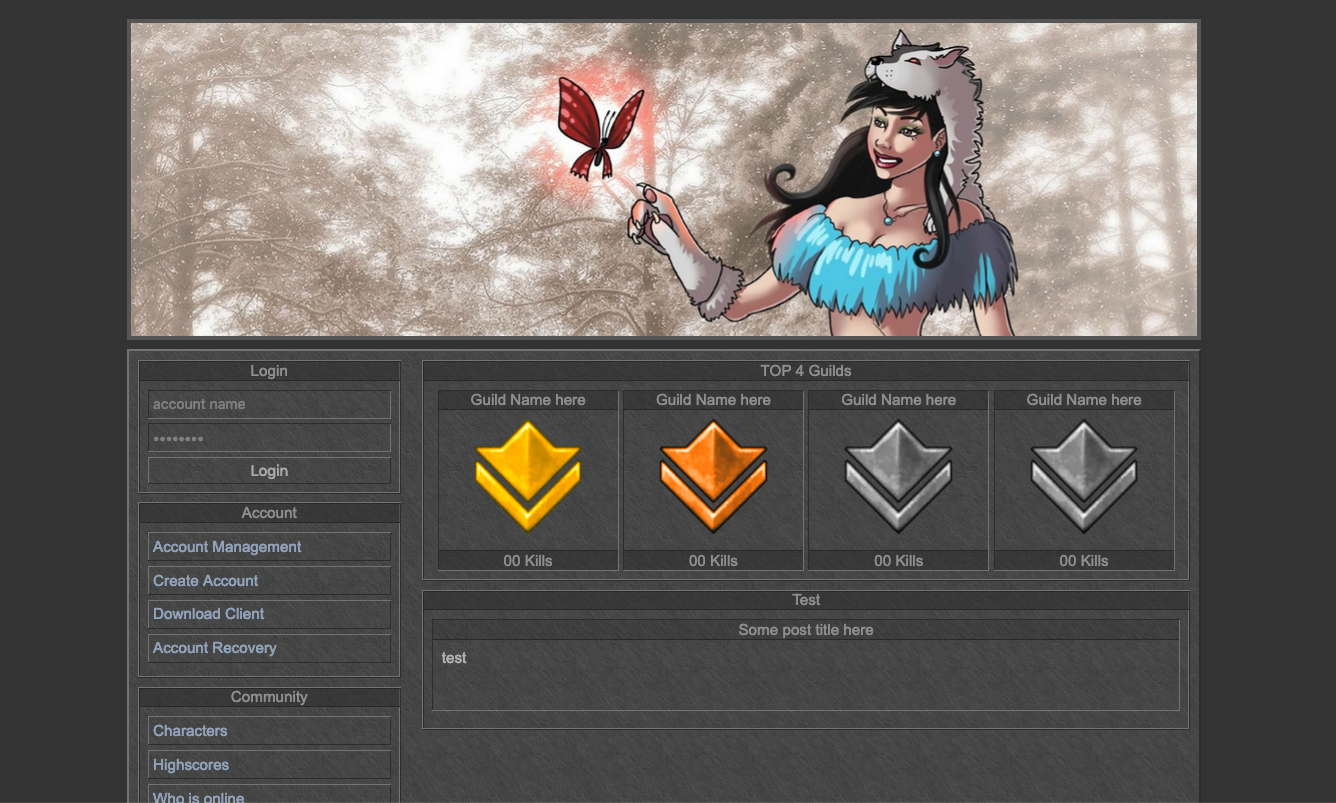 Login
account name
••••••••
Login
Account
Account Management
Create Account
Download Client
Account Recovery
Community
Characters
Highscores
Who is online
TOP 4 Guilds
Guild Name here
00 Kills
Guild Name here
00 Kills
Guild Name here
00 Kills
Guild Name here
00 Kills
Test
Some post title here
test